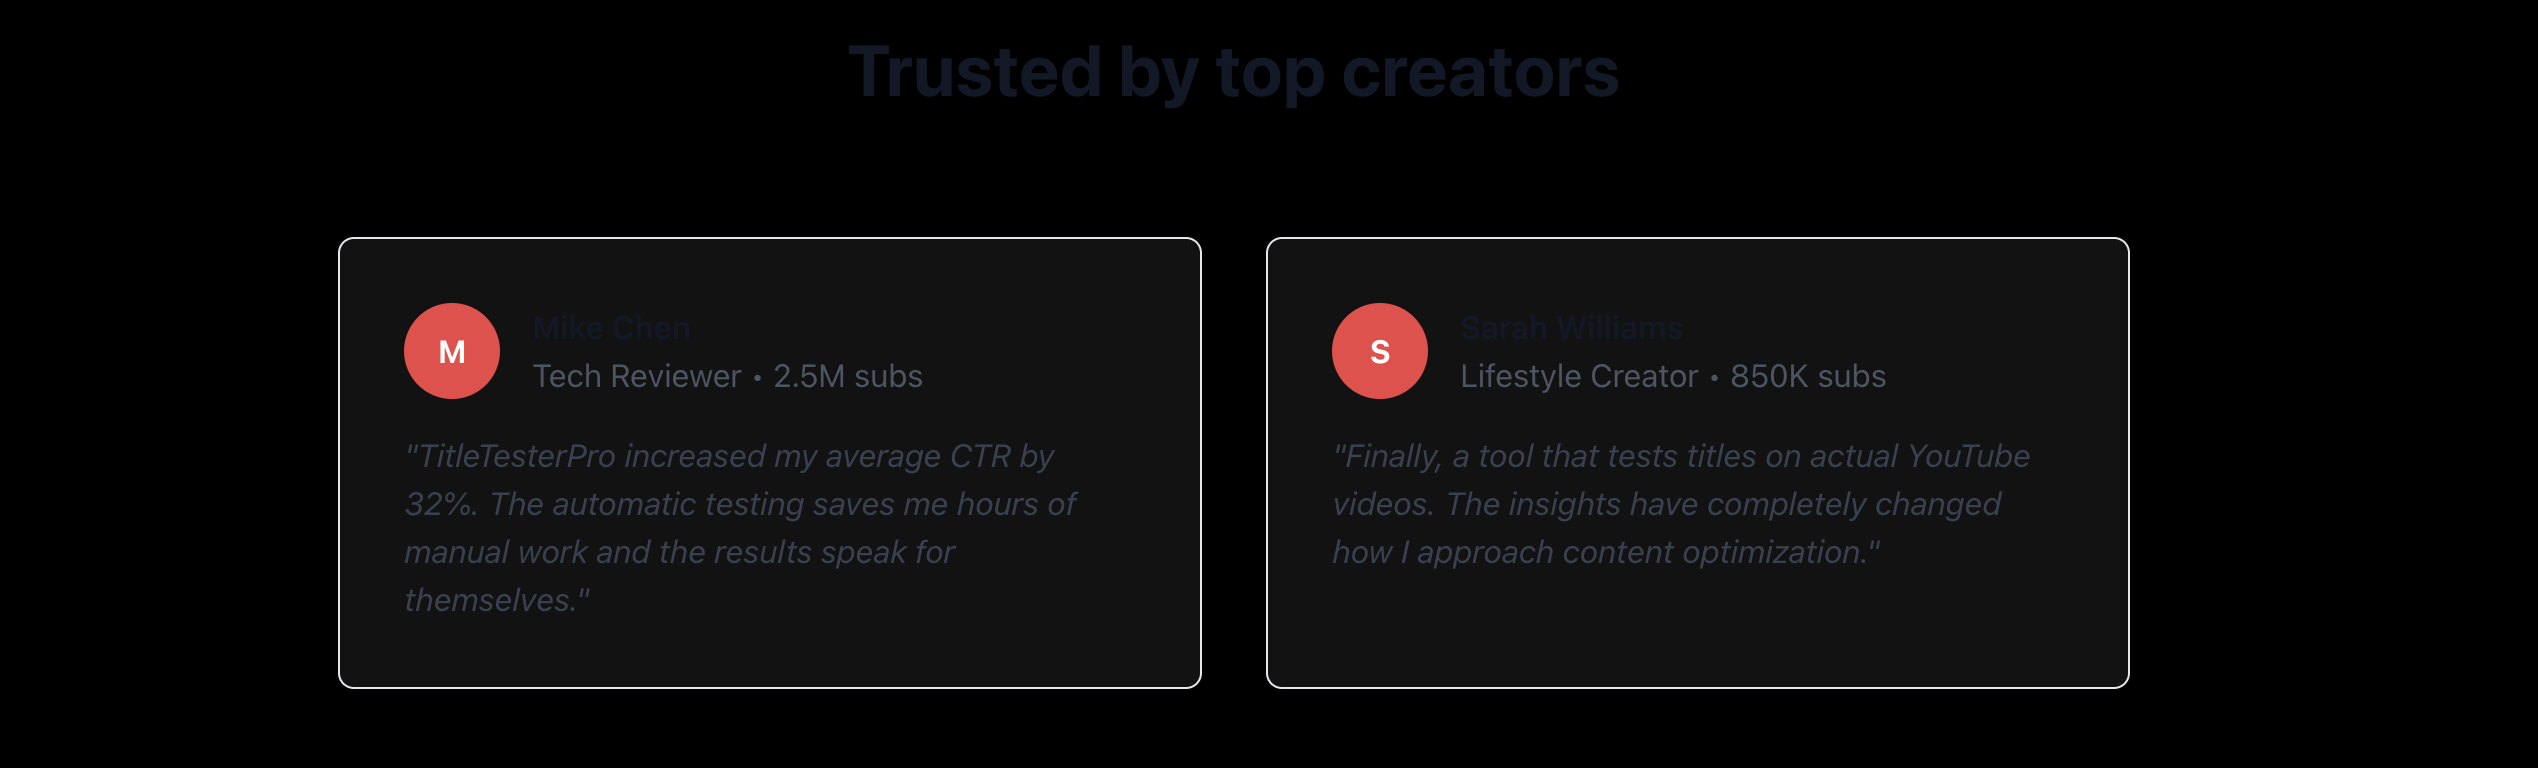 Trusted by top creators
M
Mike Chen
Tech Reviewer • 2.5M subs
"TitleTesterPro increased my average CTR by
32%. The automatic testing saves me hours of
manual work and the results speak for
themselves."
S
Sarah Williams
Lifestyle Creator • 850K subs
"Finally, a tool that tests titles on actual YouTube
videos. The insights have completely changed
how I approach content optimization."